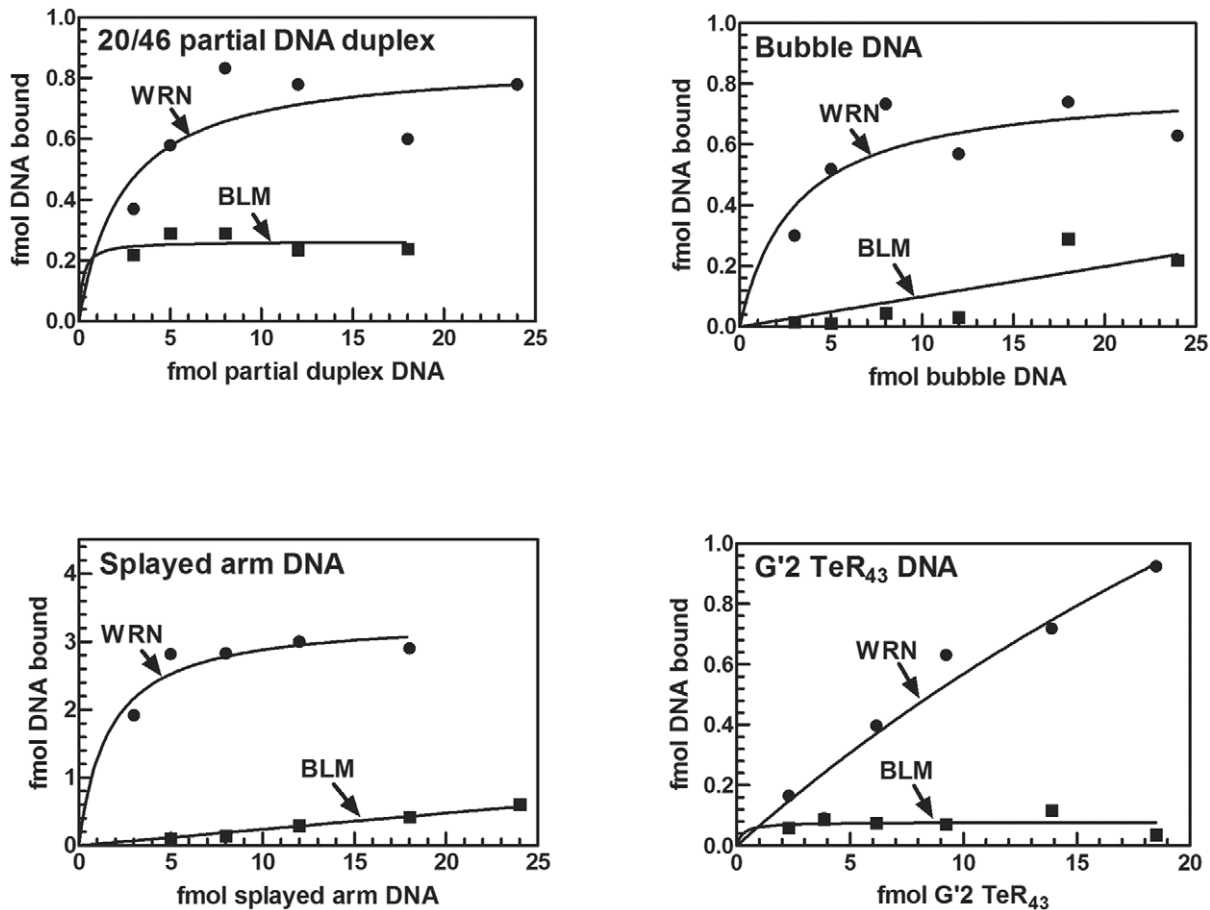 20/46 partial DNA duplex
WRN
BLM
fmol DNA bound
0.0
0.2
0.4
0.6
0.8
1.0
0 5 10 15 20 25
fmol partial duplex DNA
Bubble DNA
WRN
BLM
fmol DNA bound
0.0
0.2
0.4
0.6
0.8
1.0
0 5 10 15 20 25
fmol bubble DNA
Splayed arm DNA
WRN
BLM
fmol DNA bound
0
1
2
3
4
0 5 10 15 20 25
fmol splayed arm DNA
G'2 TeR43 DNA
WRN
BLM
fmol DNA bound
0.0
0.2
0.4
0.6
0.8
1.0
0 5 10 15 20
fmol G'2 TeR43